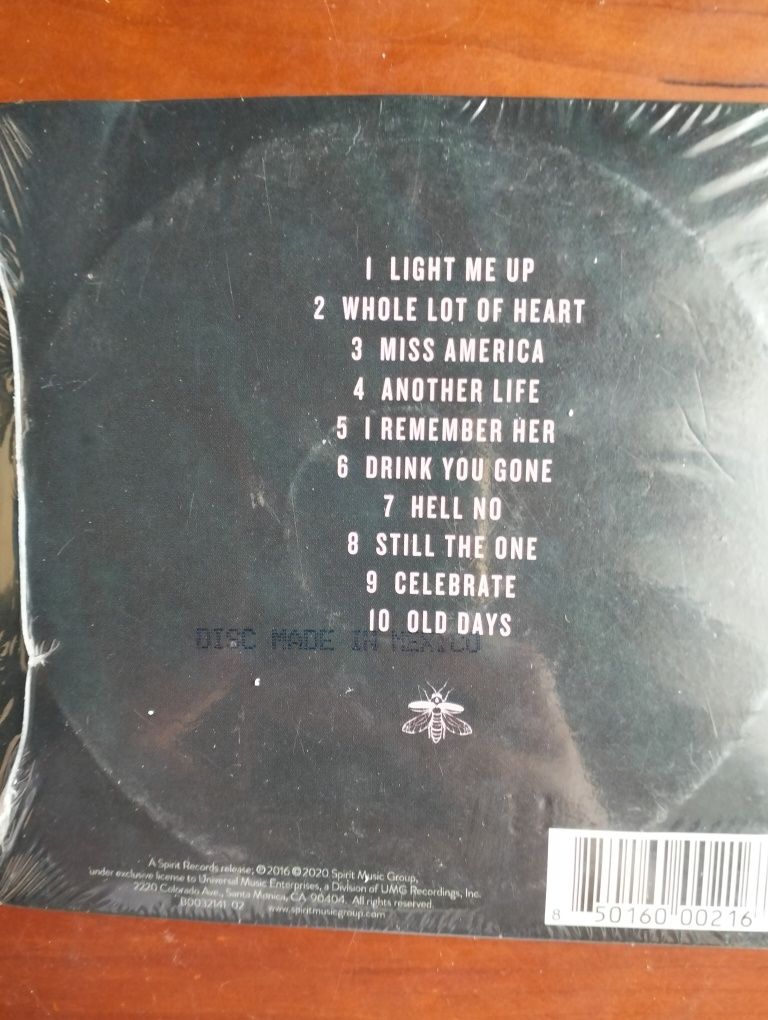 1 LIGHT ME UP
2 WHOLE LOT OF HEART
3 MISS AMERICA
4 ANOTHER LIFE
5 I REMEMBER HER
6 DRINK YOU GONE
7 HELL NO
8 STILL THE ONE
9 CELEBRATE
10 OLD DAYS
DISC MADE IN MEXICO
A Spirit Records release; ℗2016 ©2020 Spirit Music Group,
under exclusive license to Universal Music Enterprises, a Division of UMG Recordings, Inc.
2220 Colorado Ave., Santa Monica, CA 90404. All rights reserved.
B0032141-02 www.spiritmusicgroup.com
8 50160 00216